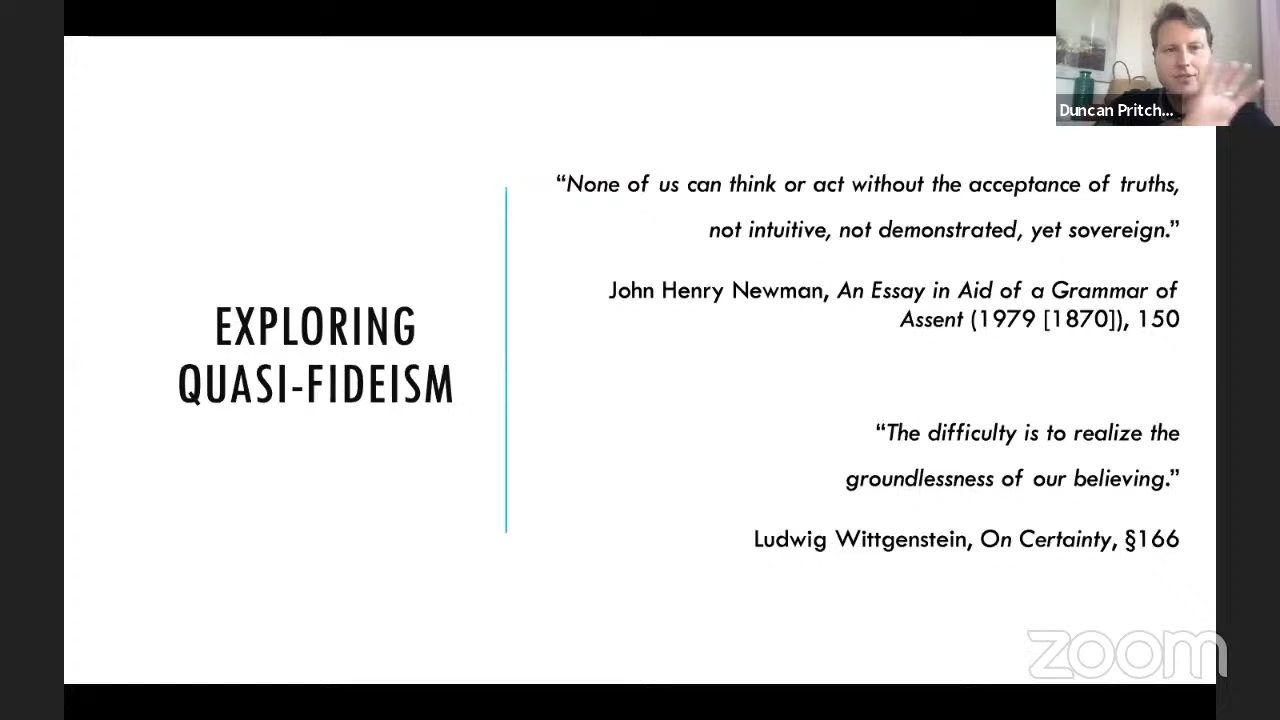 Duncan Pritch...
“None of us can think or act without the acceptance of truths,
not intuitive, not demonstrated, yet sovereign.”
John Henry Newman, An Essay in Aid of a Grammar of
Assent (1979 [1870]), 150
EXPLORING
QUASI-FIDEISM
“The difficulty is to realize the
groundlessness of our believing.”
Ludwig Wittgenstein, On Certainty, §166
zoom